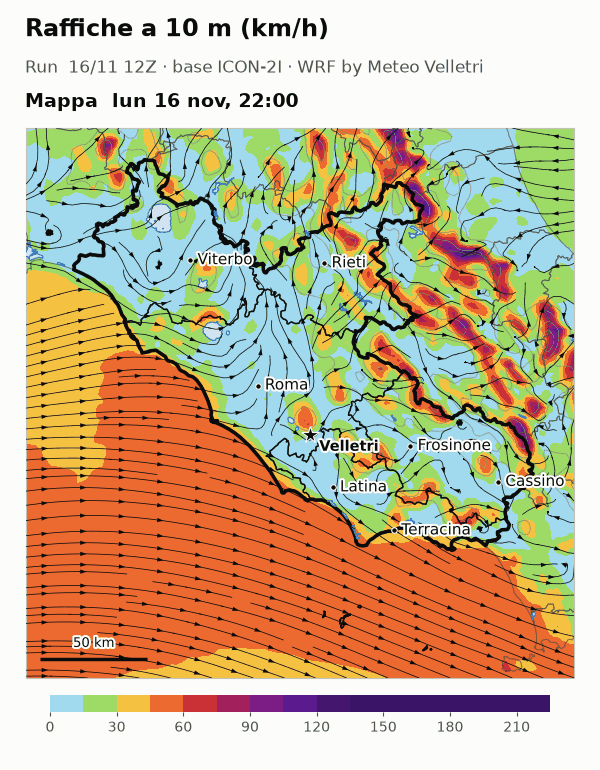 Raffiche a 10 m (km/h)
Run 16/11 12Z · base ICON-2I · WRF by Meteo Velletri
Mappa lun 16 nov, 22:00
Viterbo
Rieti
Roma
Velletri
Frosinone
Latina
Cassino
Terracina
50 km
0 30 60 90 120 150 180 210